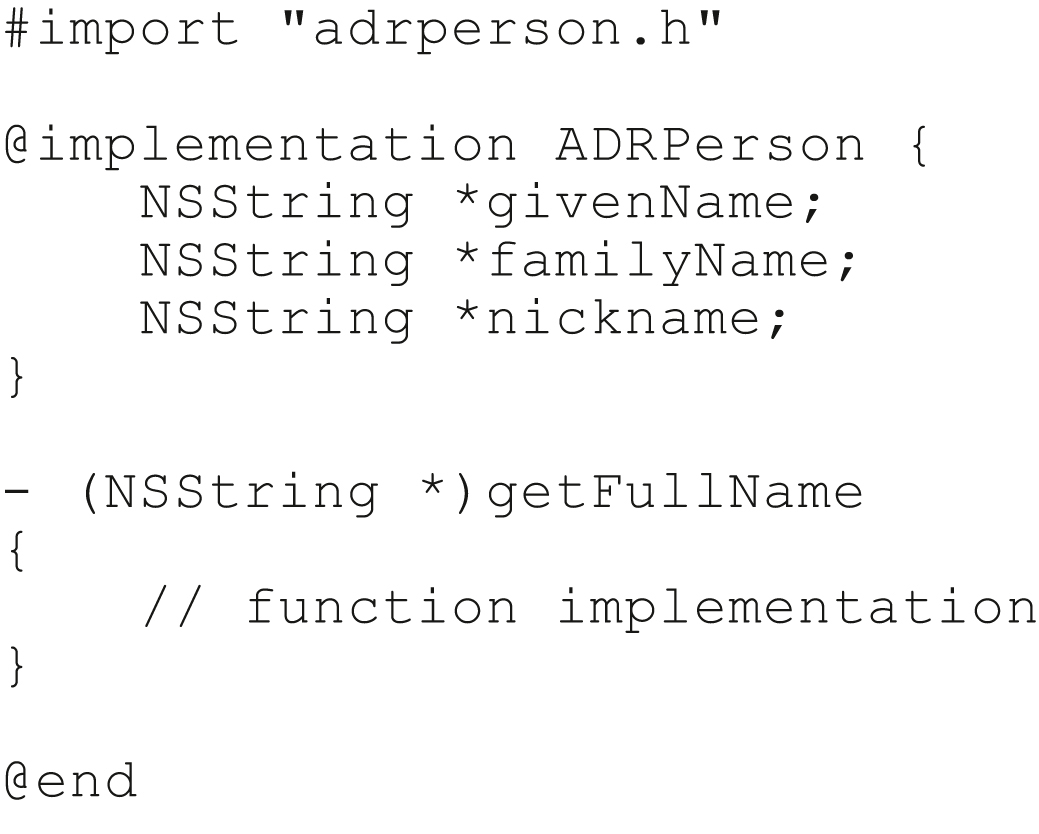 #import "adrperson.h"

@implementation ADRPerson {
    NSString *givenName;
    NSString *familyName;
    NSString *nickname;
}

- (NSString *)getFullName
{
    // function implementation
}

@end